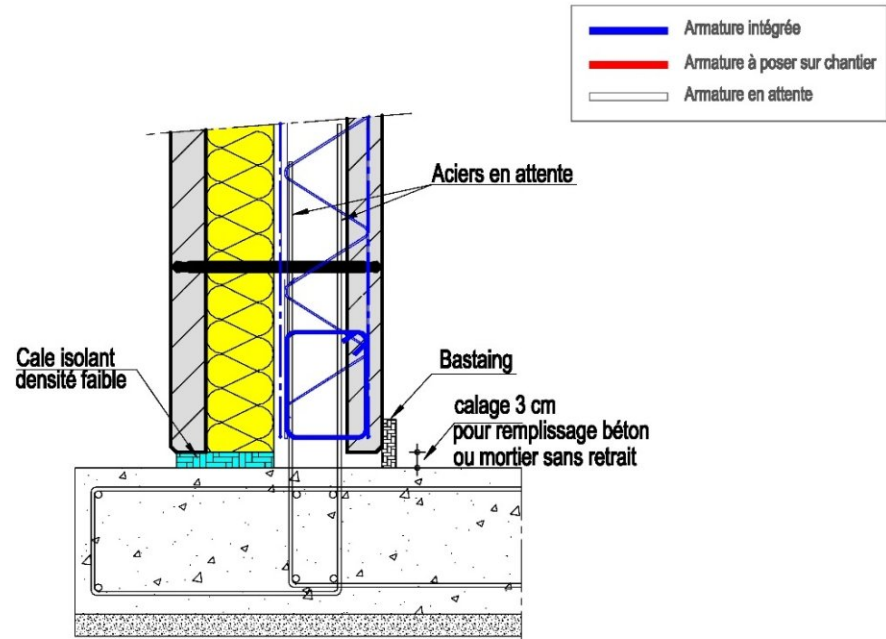 Armature intégrée
Armature à poser sur chantier
Armature en attente
Aciers en attente
Cale isolant
densité faible
Bastaing
calage 3 cm
pour remplissage béton
ou mortier sans retrait